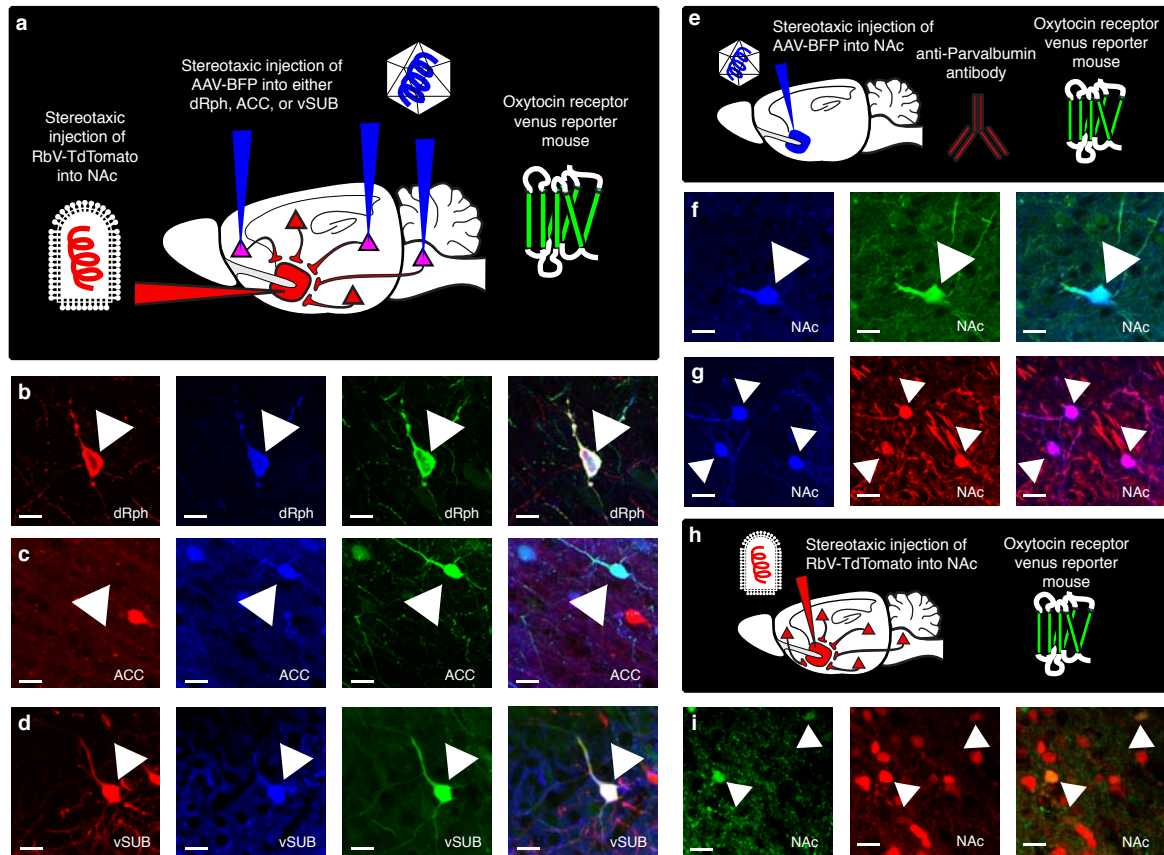 a
Stereotaxic
injection of
RbV-TdTomato
into NAc
Stereotaxic injection of
AAV-BFP into either
dRph, ACC, or vSUB
Oxytocin receptor
venus reporter
mouse
b
dRph
dRph
dRph
dRph
c
ACC
ACC
ACC
ACC
d
vSUB
vSUB
vSUB
vSUB
e
Stereotaxic injection of
AAV-BFP into NAc
anti-Parvalbumin
antibody
Oxytocin receptor
venus reporter
mouse
f
NAc
NAc
NAc
g
NAc
NAc
NAc
h
Stereotaxic injection of
RbV-TdTomato into NAc
Oxytocin receptor
venus reporter
mouse
i
NAc
NAc
NAc